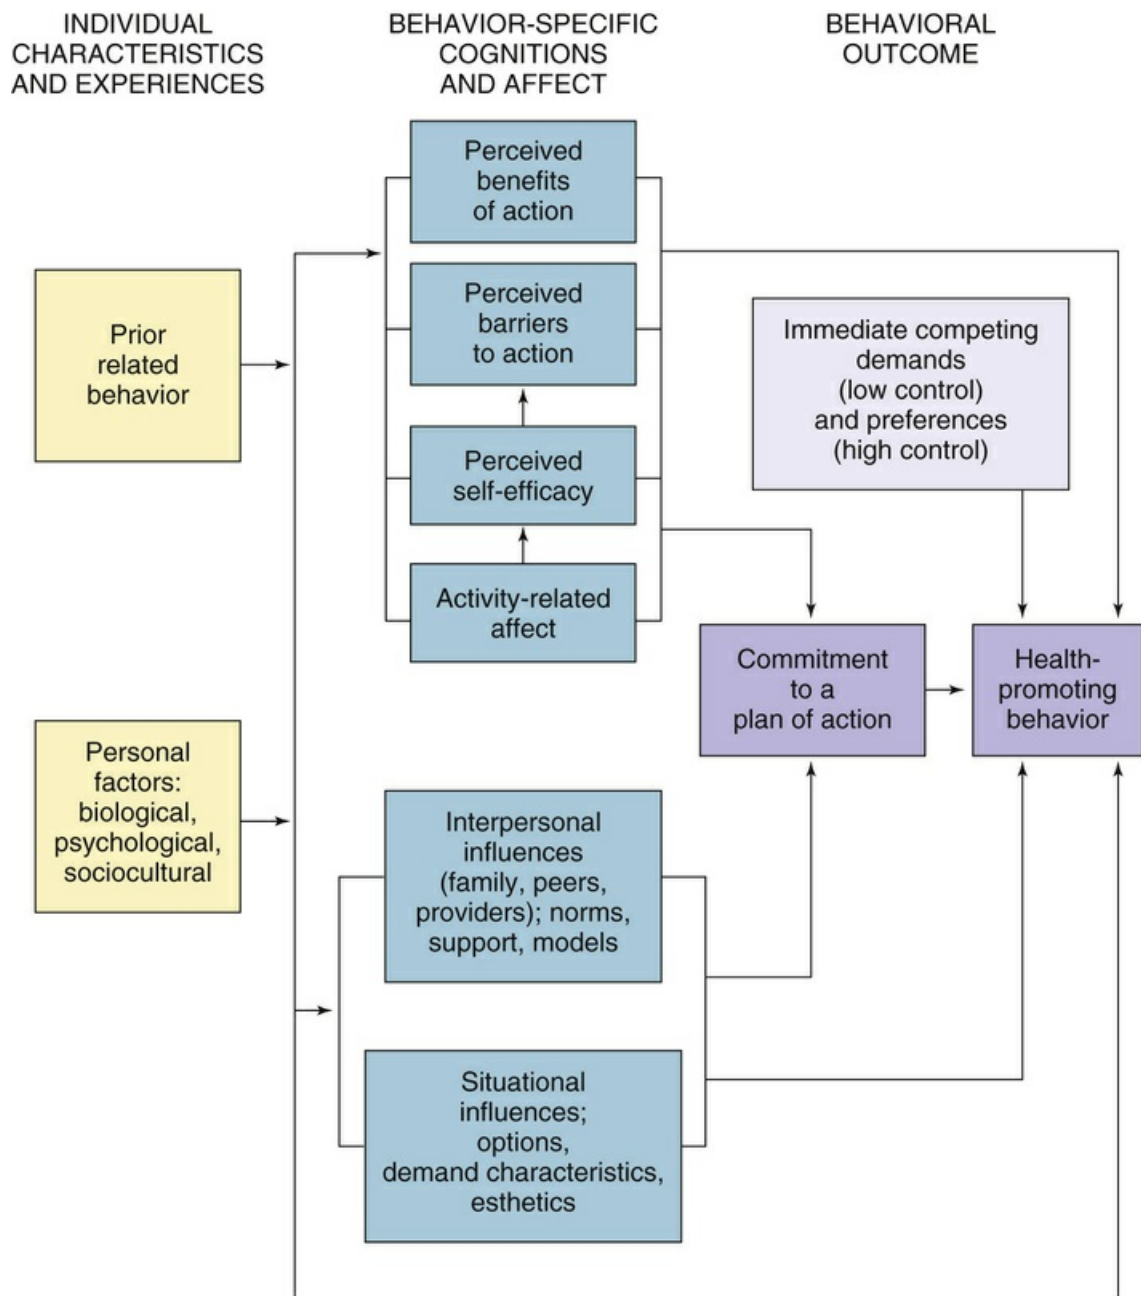 INDIVIDUAL
CHARACTERISTICS
AND EXPERIENCES
BEHAVIOR-SPECIFIC
COGNITIONS
AND AFFECT
BEHAVIORAL
OUTCOME
Perceived
benefits
of action
Prior
related
behavior
Perceived
barriers
to action
Immediate competing
demands
(low control)
and preferences
(high control)
Perceived
self-efficacy
Activity-related
affect
Commitment
to a
plan of action
Health-
promoting
behavior
Personal
factors:
biological,
psychological,
sociocultural
Interpersonal
influences
(family, peers,
providers); norms,
support, models
Situational
influences;
options,
demand characteristics,
esthetics